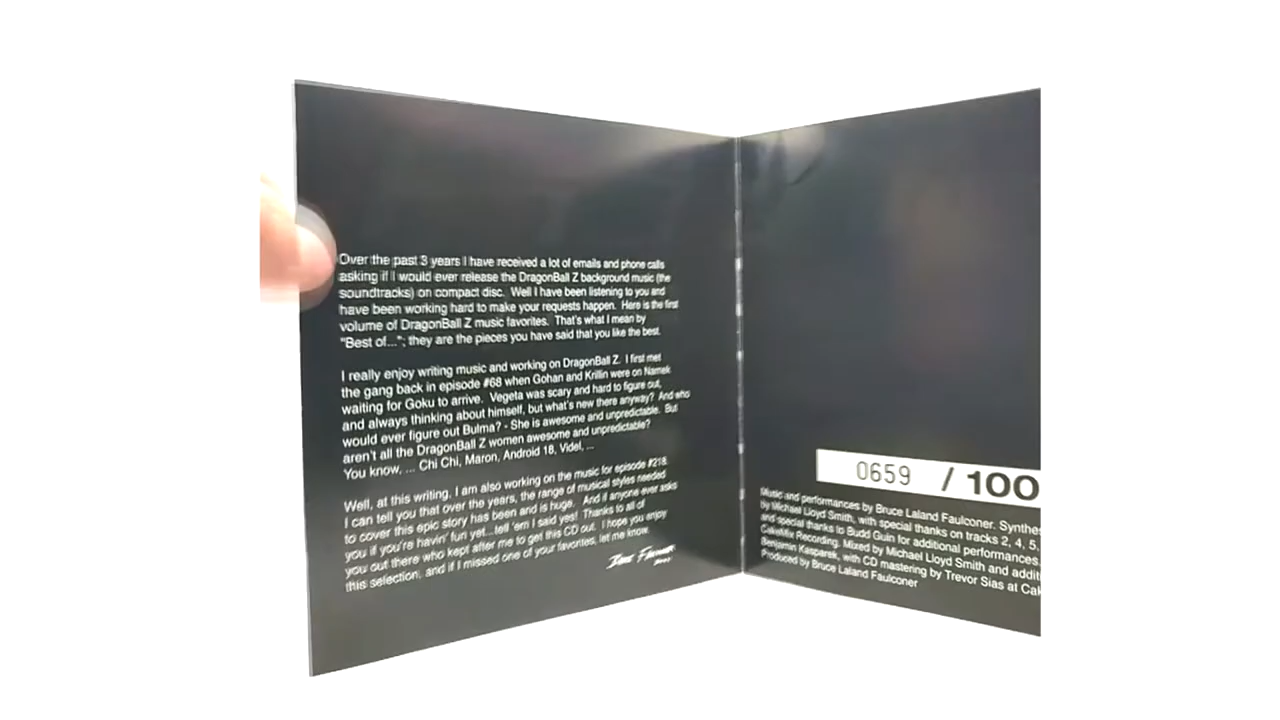 Over the past 3 years I have received a lot of emails and phone calls
asking if I would ever release the DragonBall Z background music (the
soundtracks) on compact disc. Well I have been listening to you and
have been working hard to make your requests happen. Here is the first
volume of DragonBall Z music favorites. That's what I mean by
"Best of..."; they are the pieces you have said that you like the best.
I really enjoy writing music and working on DragonBall Z. I first met
the gang back in episode #68 when Gohan and Krillin were on Namek
waiting for Goku to arrive. Vegeta was scary and hard to figure out,
and always thinking about himself, but what's new there anyway? And who
would ever figure out Bulma? - She is awesome and unpredictable. But
aren't all the DragonBall Z women awesome and unpredictable?
You know, ... Chi Chi, Maron, Android 18, Videl, ...
Well, at this writing, I am also working on the music for episode #218.
I can tell you that over the years, the range of musical styles needed
to cover this epic story has been and is huge. And if anyone ever asks
you if you're havin' fun yet...tell 'em I said yes! Thanks to all of
you out there who kept after me to get this CD out. I hope you enjoy
this selection, and if I missed one of your favorites, let me know.
0659 / 100
Music and performances by Bruce Laland Faulconer. Synthes
by Michael Lloyd Smith, with special thanks on tracks 2, 4, 5,
and special thanks to Budd Guin for additional performances.
CakeMix Recording. Mixed by Michael Lloyd Smith and additi
Benjamin Kasparek, with CD mastering by Trevor Sias at Cak
Produced by Bruce Laland Faulconer